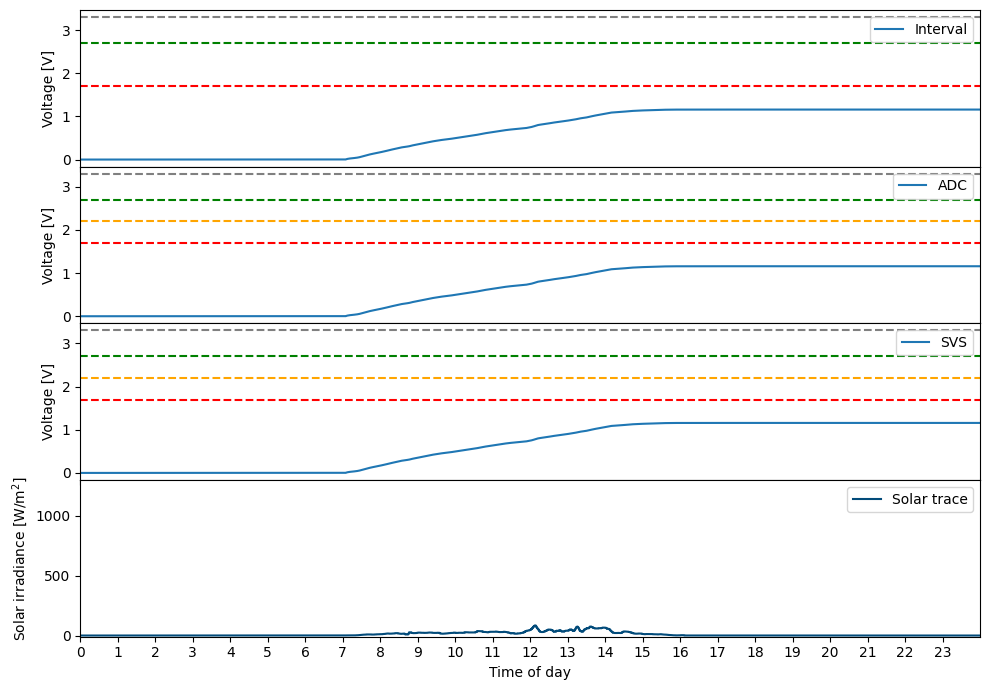 Voltage [V]
3
2
1
0
Interval
Voltage [V]
3
2
1
0
ADC
Voltage [V]
3
2
1
0
SVS
Solar irradiance [W/m²]
1000
500
0
Solar trace
0 1 2 3 4 5 6 7 8 9 10 11 12 13 14 15 16 17 18 19 20 21 22 23
Time of day